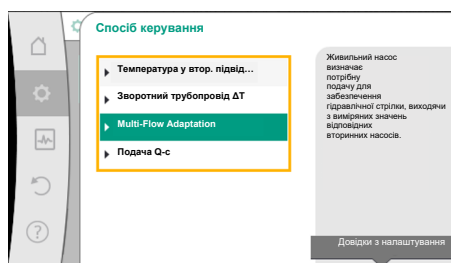 Спосіб керування
Температура у втор. підвід...
Зворотний трубопровід ΔT
Multi-Flow Adaptation
Подача Q-c
Живильний насос
визначає
потрібну
подачу для
забезпечення
гідравлічної стрілки, виходячи
з виміряних значень
відповідних
вторинних насосів.
Довідки з налаштування